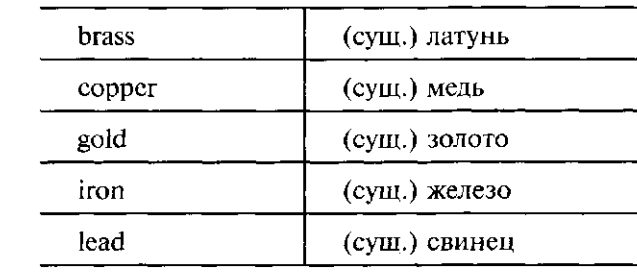 brass (сущ.) латунь
copper (сущ.) медь
gold (сущ.) золото
iron (сущ.) железо
lead (сущ.) свинец